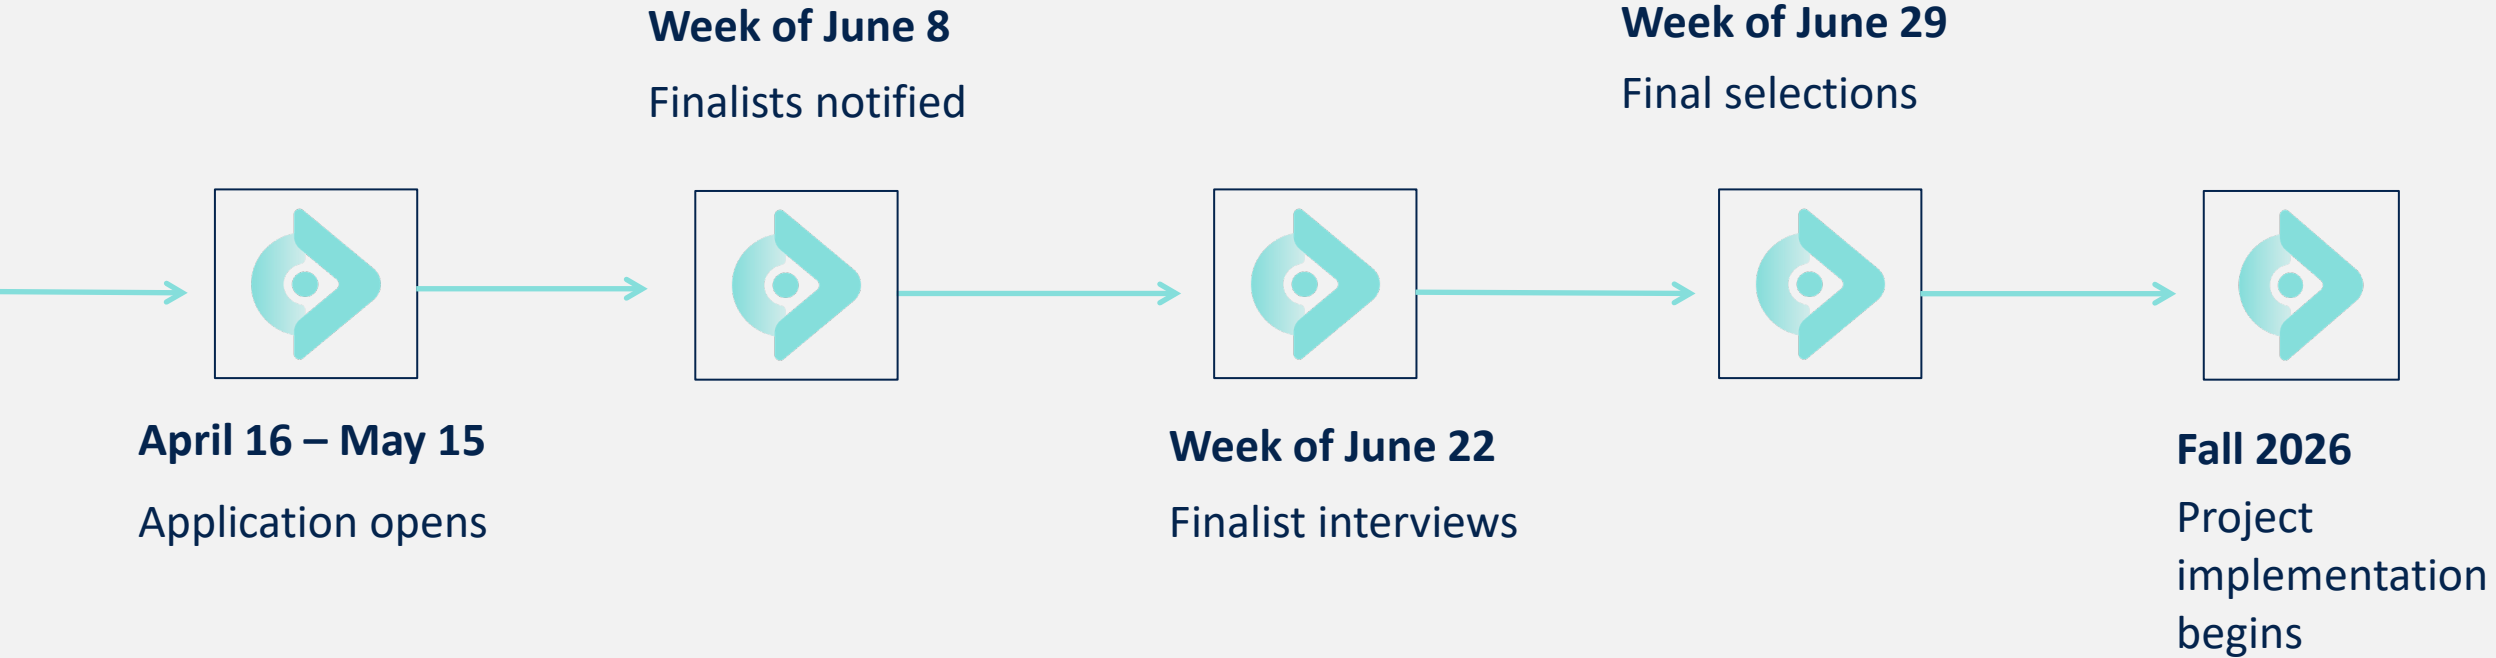 Week of June 8
Finalists notified
Week of June 29
Final selections
April 16 – May 15
Application opens
Week of June 22
Finalist interviews
Fall 2026
Project
implementation
begins